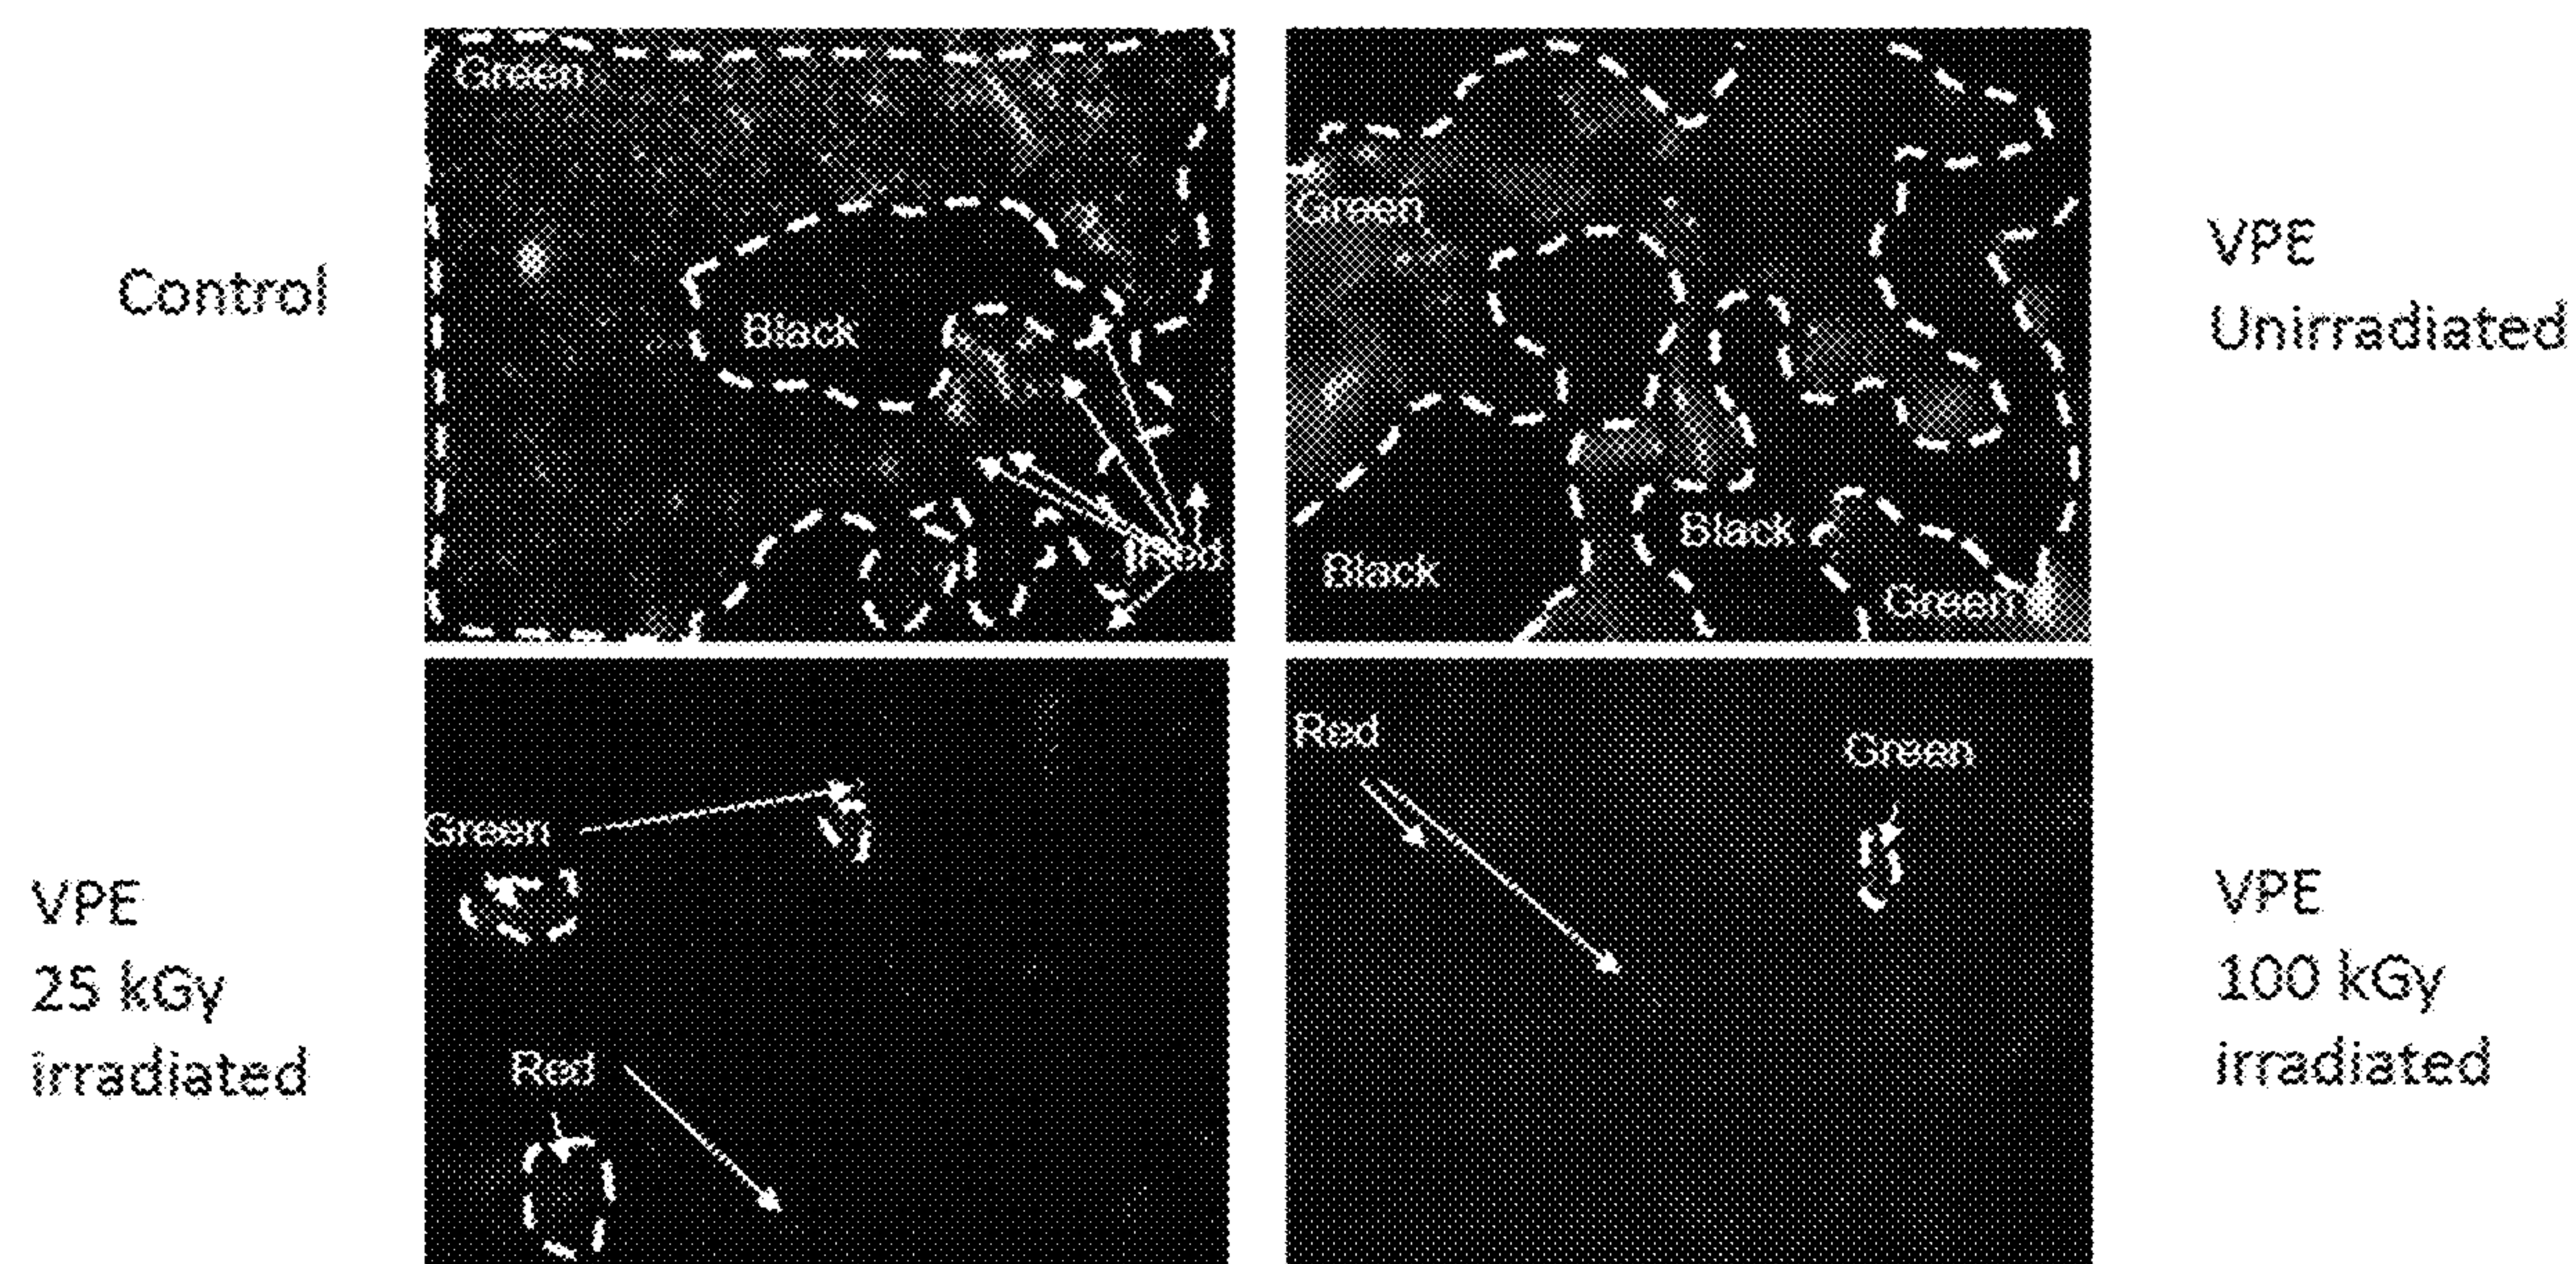 Control
Green
Black
Red
Green
Black
Black
Green
VPE
Unirradiated
VPE
25 kGy
irradiated
Green
Red
Red
Green
VPE
100 kGy
irradiated